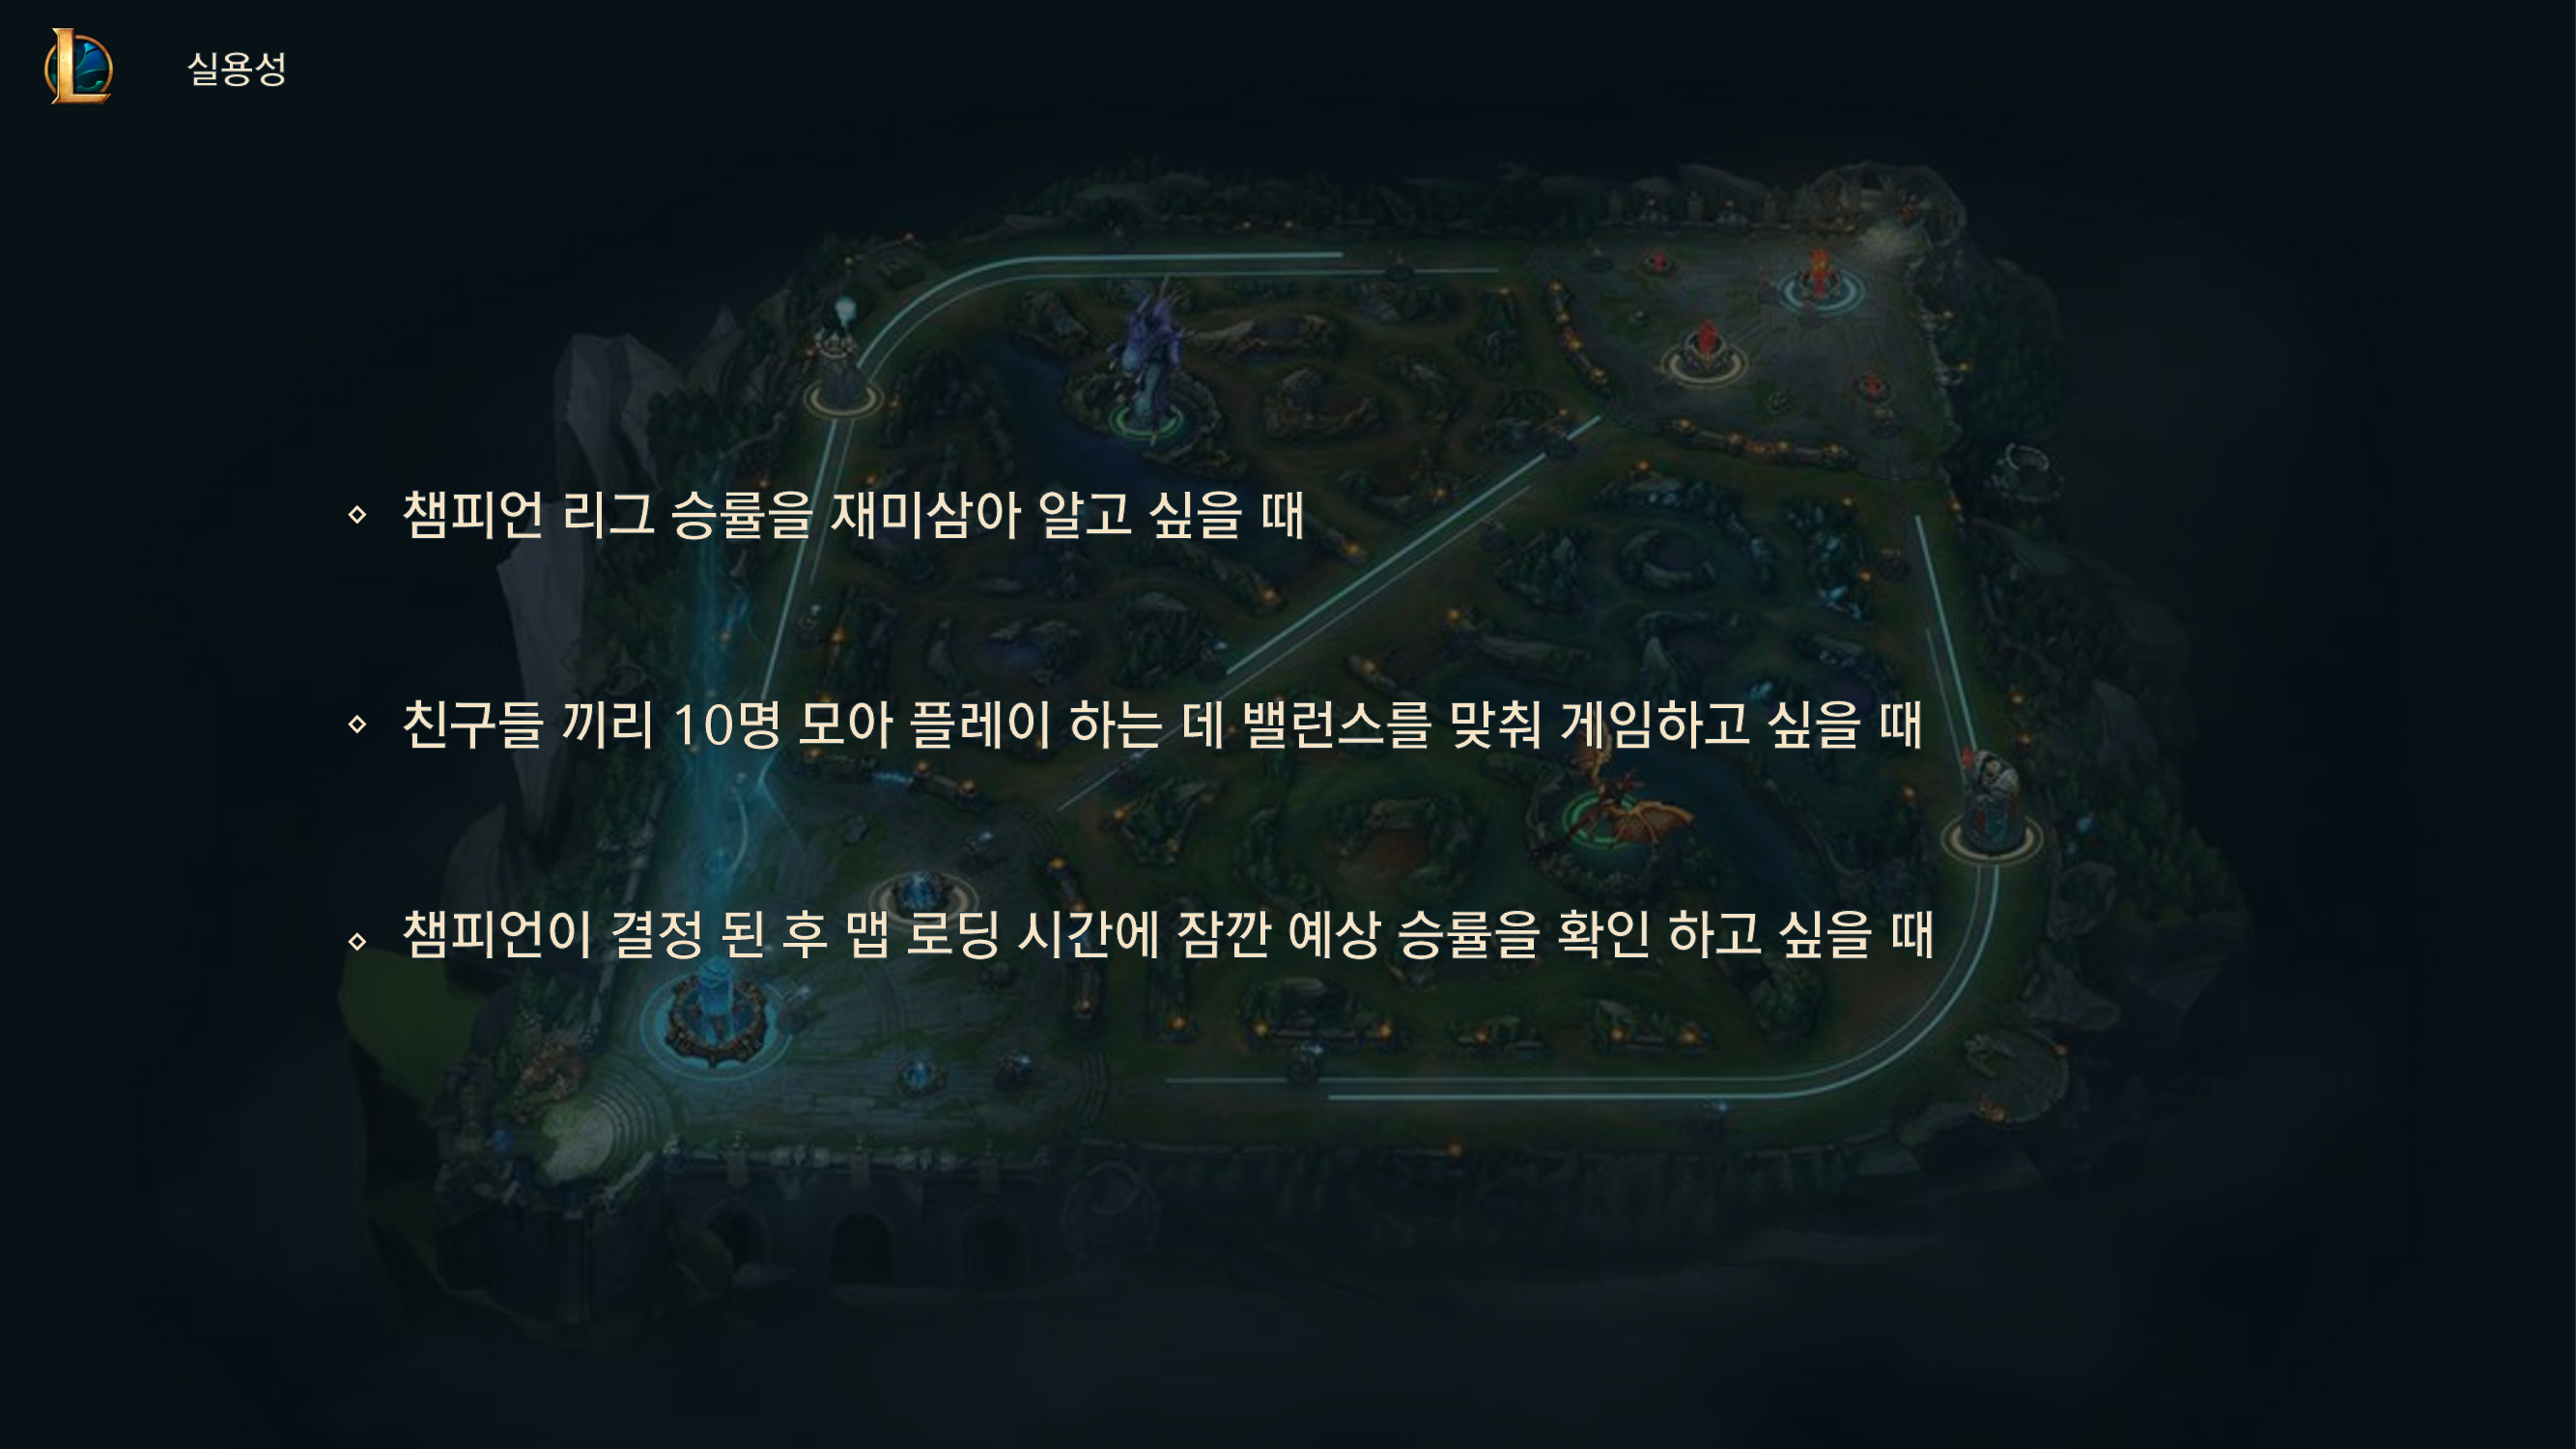 실용성
챔피언 리그 승률을 재미삼아 알고 싶을 때
친구들 끼리 10명 모아 플레이 하는 데 밸런스를 맞춰 게임하고 싶을 때
챔피언이 결정 된 후 맵 로딩 시간에 잠깐 예상 승률을 확인 하고 싶을 때